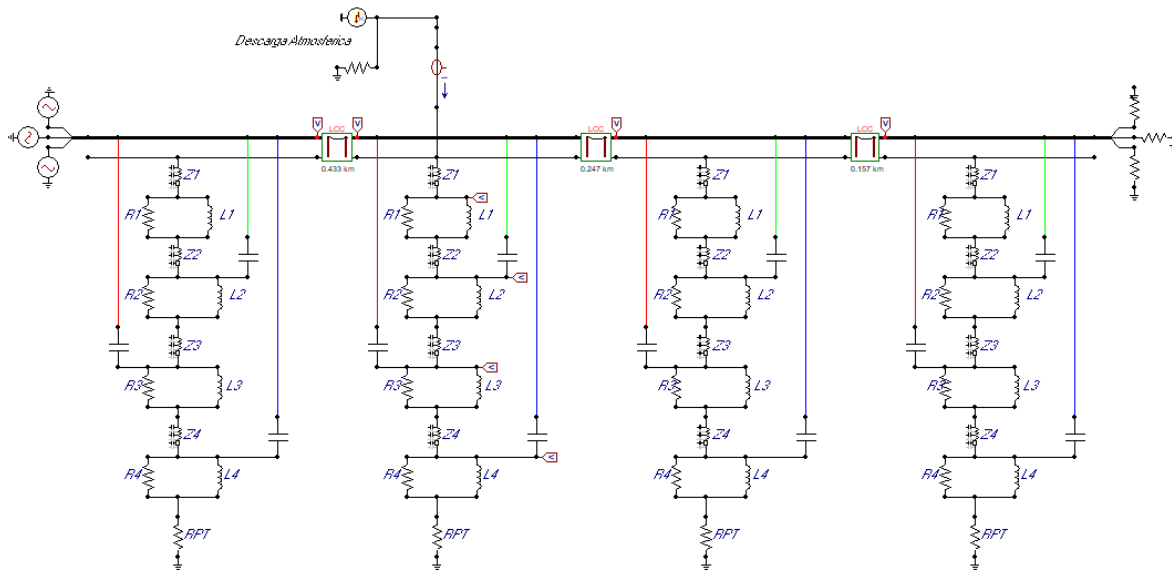 Descarga Atmosferica
I
V
V
V
V
LCC
LCC
LCC
0.433 km
0.247 km
0.157 km
Z1
Z1
Z1
Z1
R1
L1
V
R1
L1
R1
L1
R1
L1
Z2
Z2
Z2
Z2
V
R2
L2
R2
L2
R2
L2
R2
L2
Z3
Z3
Z3
Z3
V
R3
L3
R3
L3
R3
L3
R3
L3
Z4
Z4
Z4
Z4
V
R4
L4
R4
L4
R4
L4
R4
L4
RPT
RPT
RPT
RPT